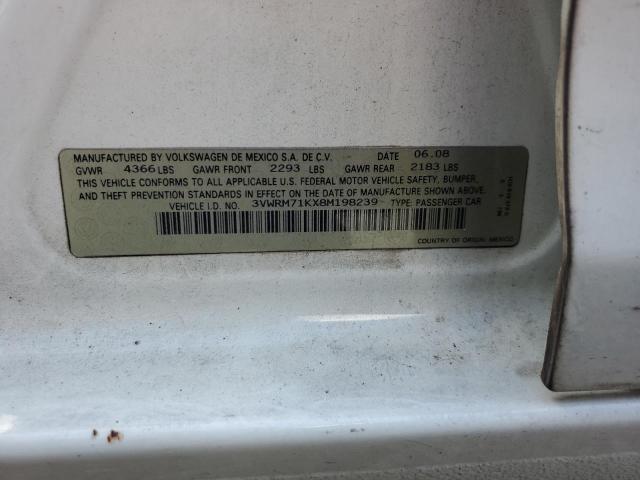 MANUFACTURED BY VOLKSWAGEN DE MEXICO S.A. DE C.V. DATE 06.08
GVWR 4366 LBS GAWR FRONT 2293 LBS GAWR REAR 2183 LBS
THIS VEHICLE CONFORMS TO ALL APPLICABLE U.S. FEDERAL MOTOR VEHICLE SAFETY, BUMPER,
AND THEFT PREVENTION STANDARDS IN EFFECT ON THE DATE OF MANUFACTURE SHOWN ABOVE.
VEHICLE I.D. NO. 3VWRM71KX8M198239 TYPE: PASSENGER CAR
COUNTRY OF ORIGIN: MEXICO